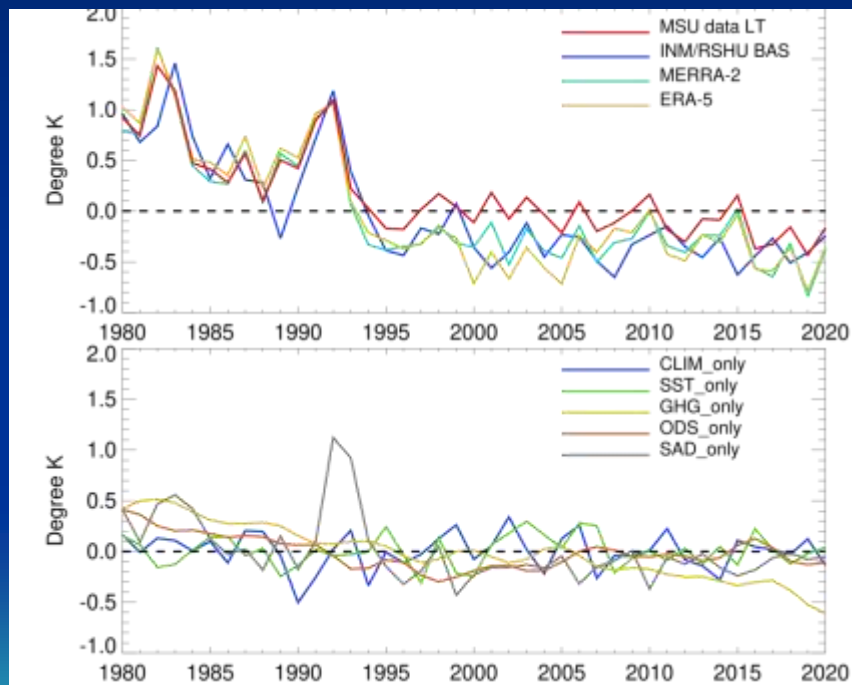 2.0
1.5
1.0
0.5
0.0
-0.5
-1.0
Degree K
MSU data LT
INM/RSHU BAS
MERRA-2
ERA-5
1980 1985 1990 1995 2000 2005 2010 2015 2020
2.0
1.5
1.0
0.5
0.0
-0.5
-1.0
Degree K
CLIM_only
SST_only
GHG_only
ODS_only
SAD_only
1980 1985 1990 1995 2000 2005 2010 2015 2020